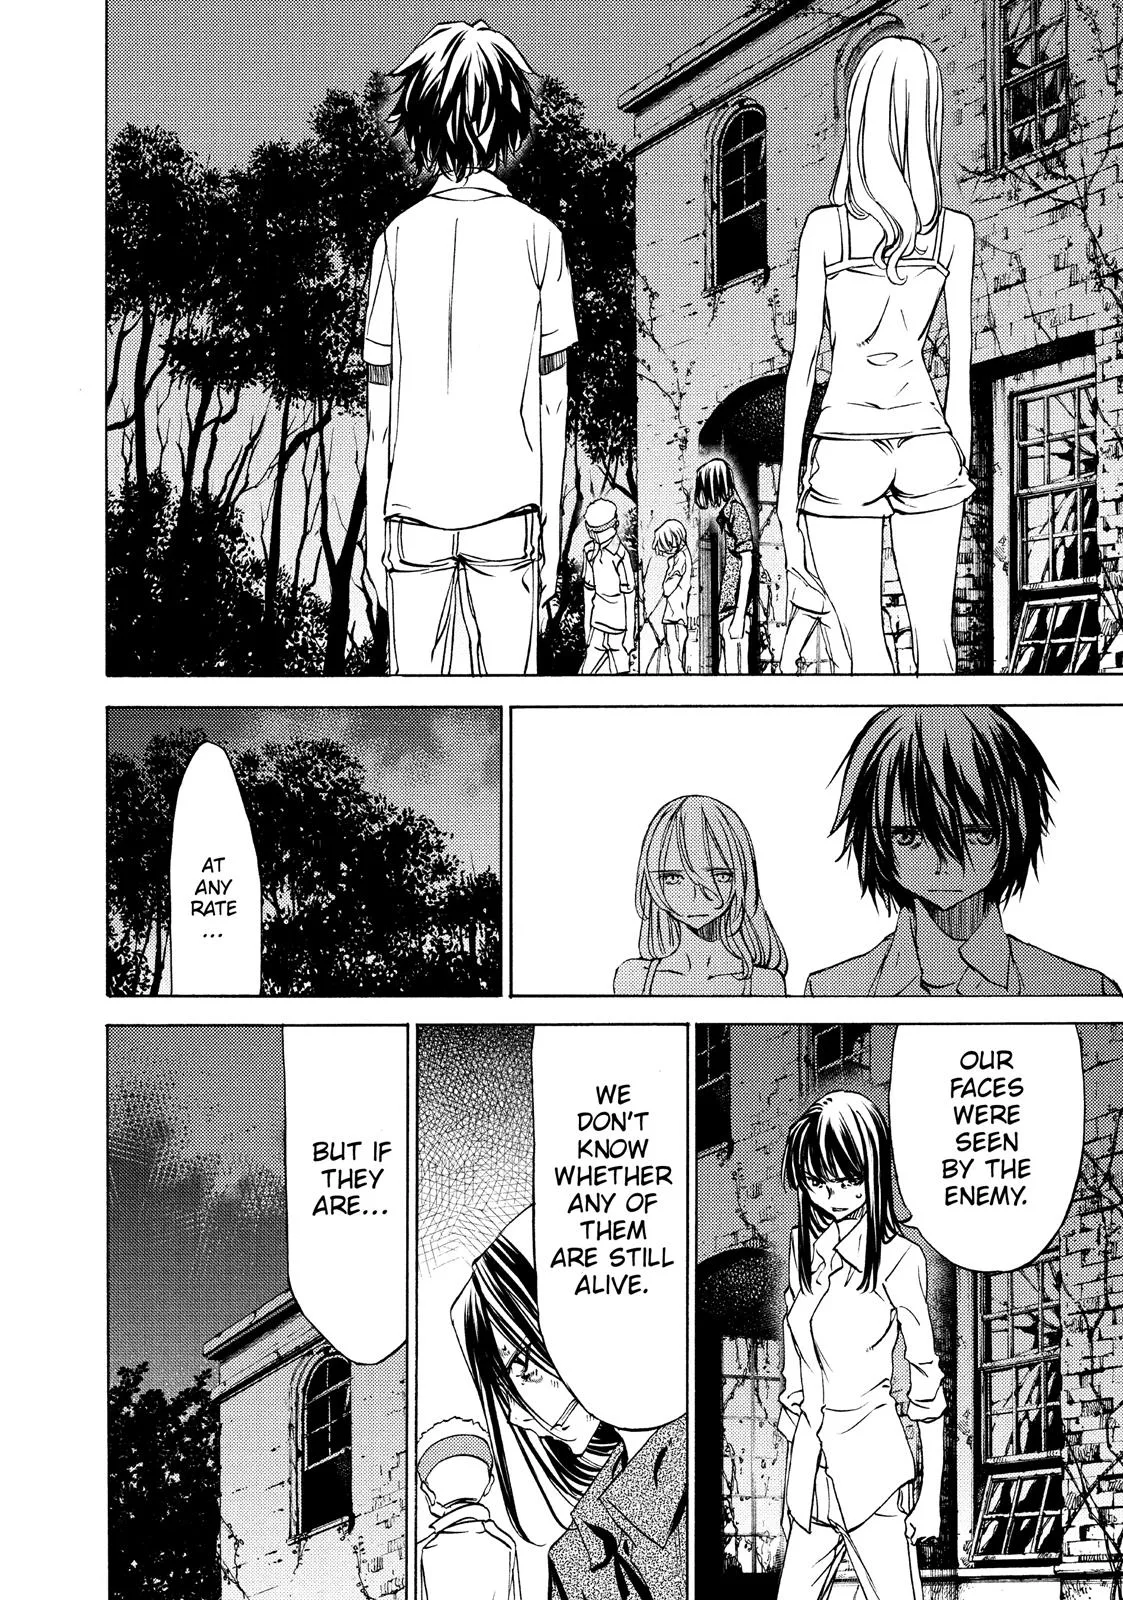 AT
ANY
RATE
...
OUR
FACES
WERE
SEEN
BY THE
ENEMY.
WE
DON'T
KNOW
WHETHER
ANY OF
THEM
ARE STILL
ALIVE.
BUT IF
THEY
ARE...